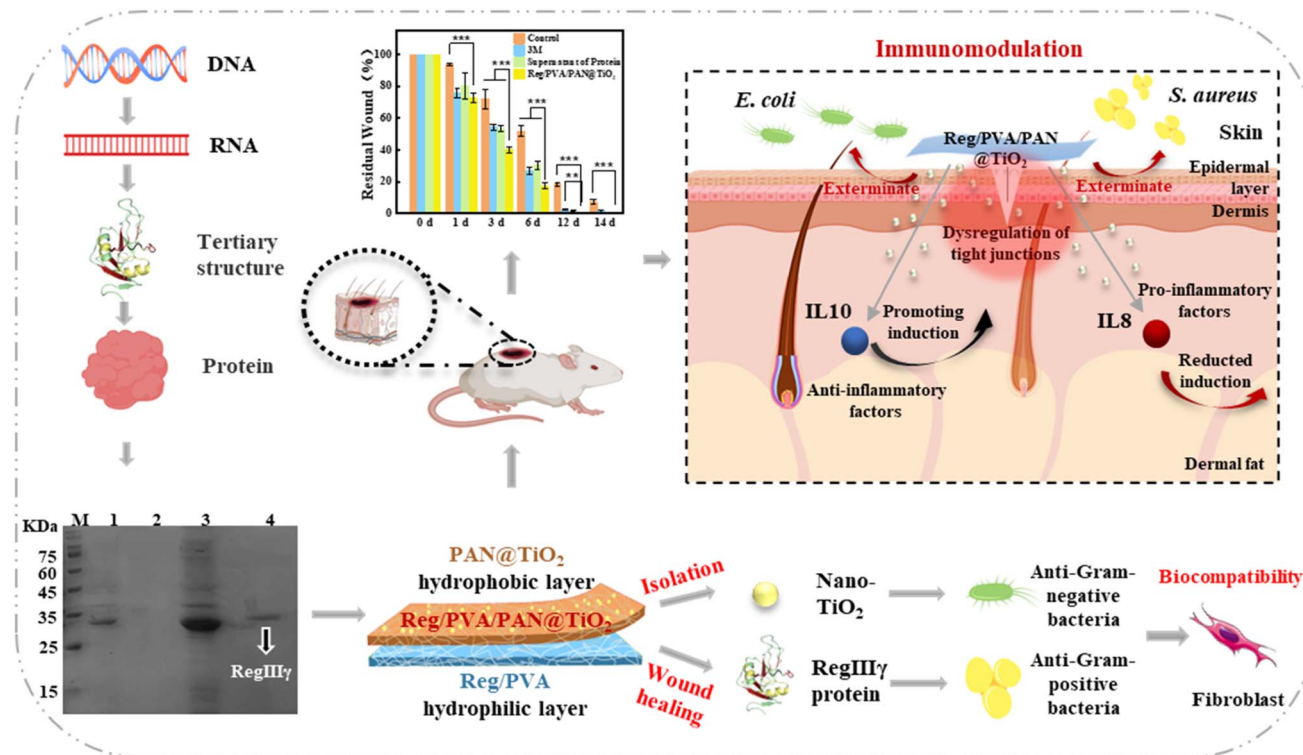 DNA
RNA
Tertiary
structure
Protein
Residual Wound (%)
100
80
60
40
20
0
0 d
1 d
3 d
6 d
12 d
14 d
***
***
***
***
**
***
Control
3M
Supernatant of Protein
Reg/PVA/PAN@TiO₂
Immunomodulation
E. coli
S. aureus
Skin
Reg/PVA/PAN
@TiO₂
Epidermal
layer
Exterminate
Exterminate
Dermis
Dysregulation of
tight junctions
IL10
Promoting
induction
Anti-inflammatory
factors
Pro-inflammatory
factors
IL8
Reducted
induction
Dermal fat
KDa
M 1 2 3 4
75
60
45
35
25
15
RegIIIγ
PAN@TiO₂
hydrophobic layer
Reg/PVA/PAN@TiO₂
Reg/PVA
hydrophilic layer
Isolation
Wound
healing
Nano-
TiO₂
RegIIIγ
protein
Anti-Gram-
negative
bacteria
Anti-Gram-
positive
bacteria
Biocompatibility
Fibroblast